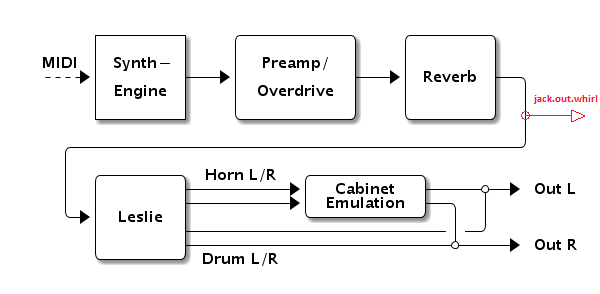 MIDI
Synth-
Engine
Preamp/
Overdrive
Reverb
jack.out.whirl
Leslie
Horn L/R
Cabinet
Emulation
Out L
Out R
Drum L/R